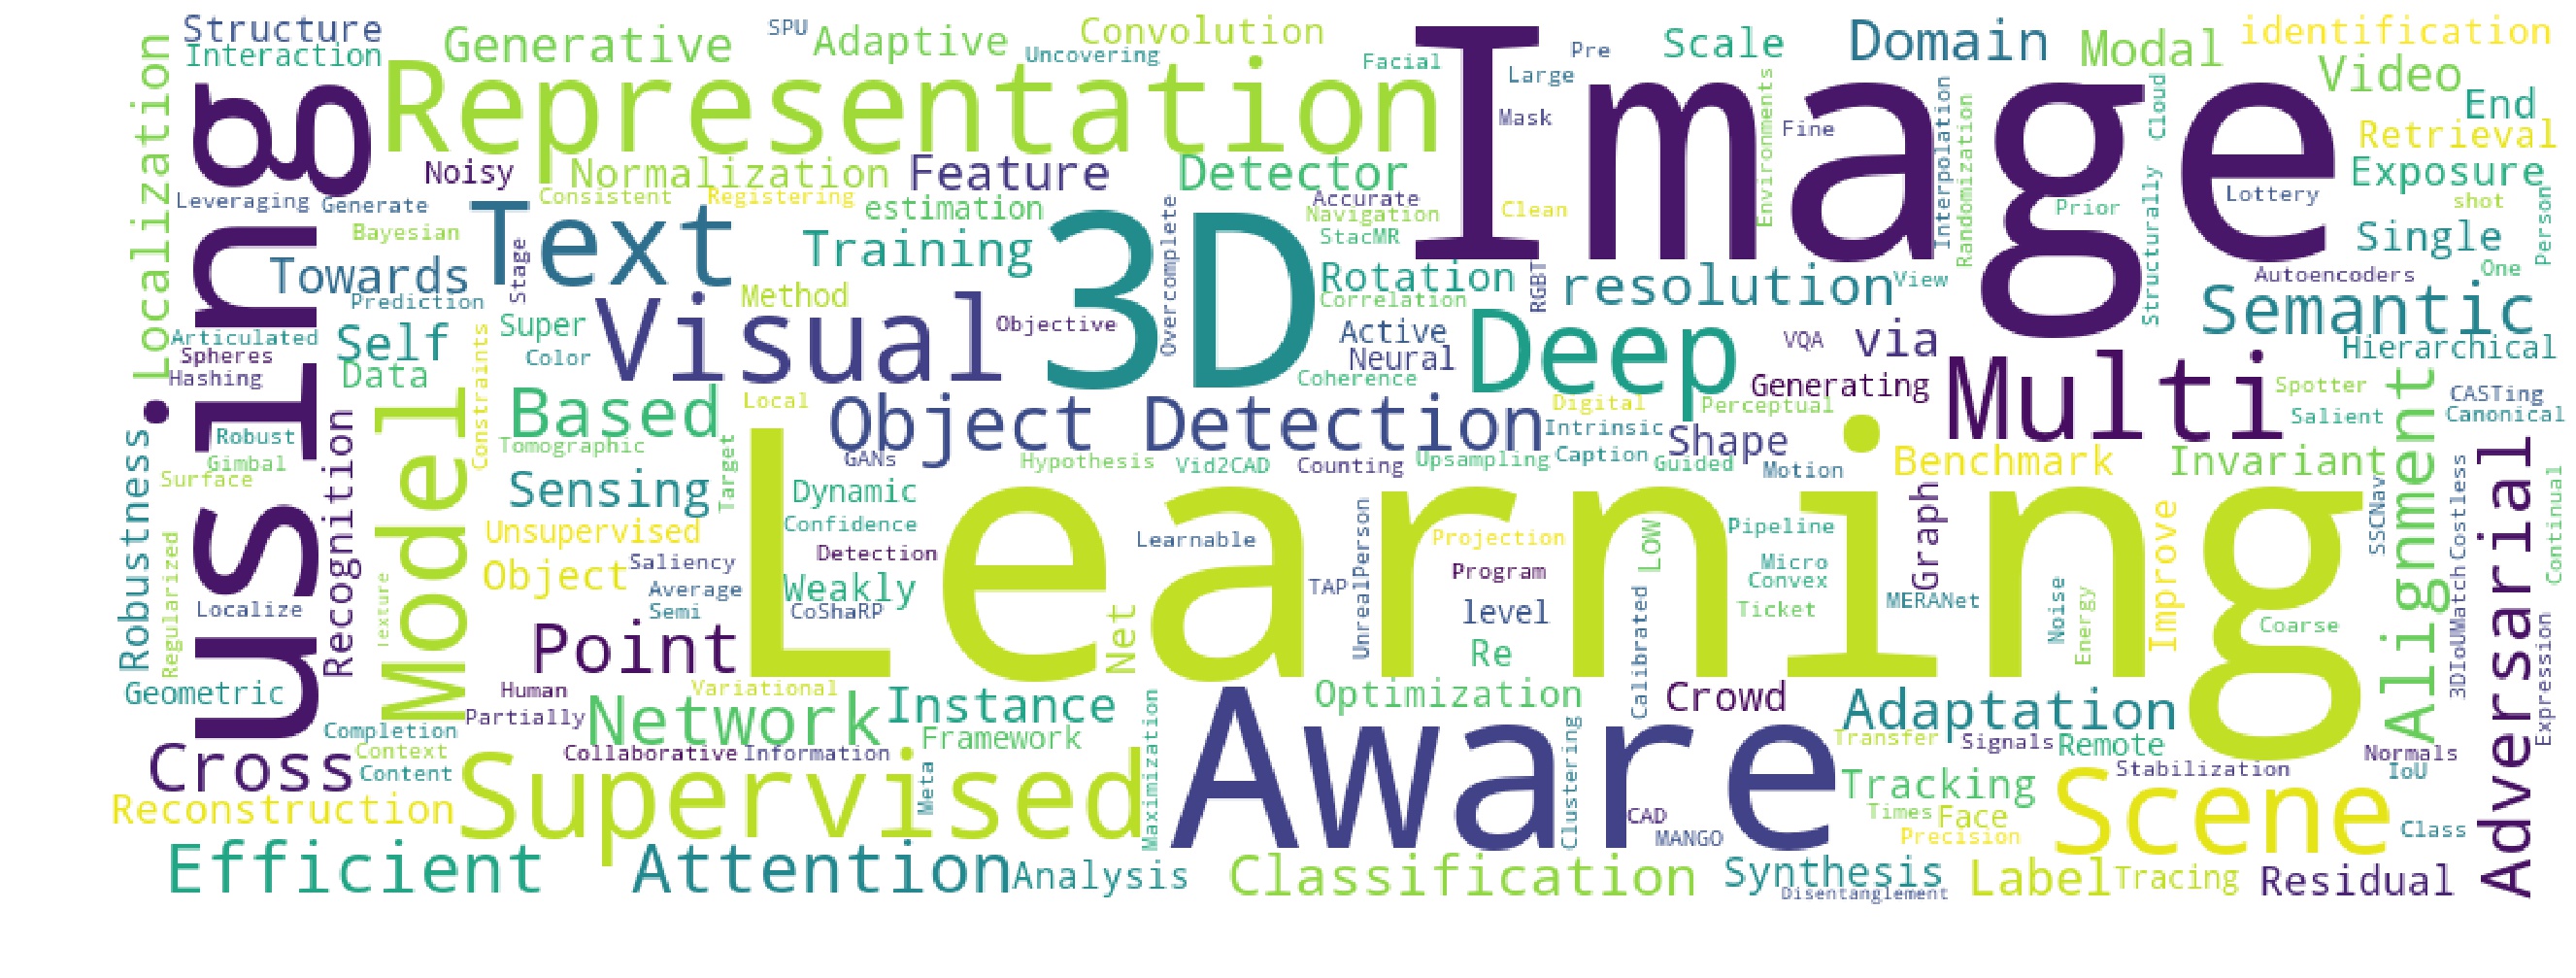 Structure
Interaction
Localization
using
Generative
SPU
Adaptive
Uncovering
Convolution
Facial
Representation
Image
Pre
Large
Mask
Scale
Environments
Fine
Domain
Modal
identification
Video
End
Retrieval
Exposure
Interpolation
Randomization
Structurally
Cloud
Prior
Lottery
shot
Person
Noisy
Normalization
Feature
Detector
Leveraging
Generate
Consistent
Registering
estimation
Accurate
Navigation
StacMR
Clean
Bayesian
Text
Training
3D
Overcomplete
Single
One
Autoencoders
Towards
Stage
Prediction
Method
Rotation
Correlation
RGBT
resolution
View
Semantic
Articulated
Spheres
Hashing
Self
Data
Constraints
Super
Color
Visual
Objective
Active
Neural
Coherence
Deep
VQA
via
Generating
Multi
Hierarchical
Spotter
Salient
CASTing
Canonical
Alignment
Model
Based
Local
Object Detection
Digital
Perceptual
Intrinsic
Shape
Robustness
Robust
Gimbal
Surface
Recognition
Tomographic
Target
GANs
Hypothesis
Vid2CAD
Counting
Upsampling
Caption
Guided
Motion
Benchmark
Invariant
Sensing
Dynamic
Confidence
Learning
Unsupervised
Saliency
Detection
Learnable
UnrealPerson
Projection
Low
Pipeline
Graph
Improve
SSCNav
3DIoUMatch
Costless
Adversarial
Continual
Regularized
Localize
Texture
Object
Average
Semi
Weakly
CoShaRP
TAP
Program
level
Micro
Convex
Ticket
MERANet
Noise
Energy
Coarse
Point
Net
Re
Calibrated
Geometric
Human
Partially
Variational
Network
Instance
Maximization
Optimization
Crowd
Adaptation
Expression
Completion
Context
Content
Cross
Collaborative
Information
Framework
Aware
Clustering
Transfer
Signals
Remote
Stabilization
Normals
IoU
Reconstruction
Supervised
Meta
CAD
MANGO
Tracking
Times
Face
Precision
Scene
Class
Efficient
Attention
Analysis
Classification
Synthesis
Disentanglement
Label
Tracing
Residual